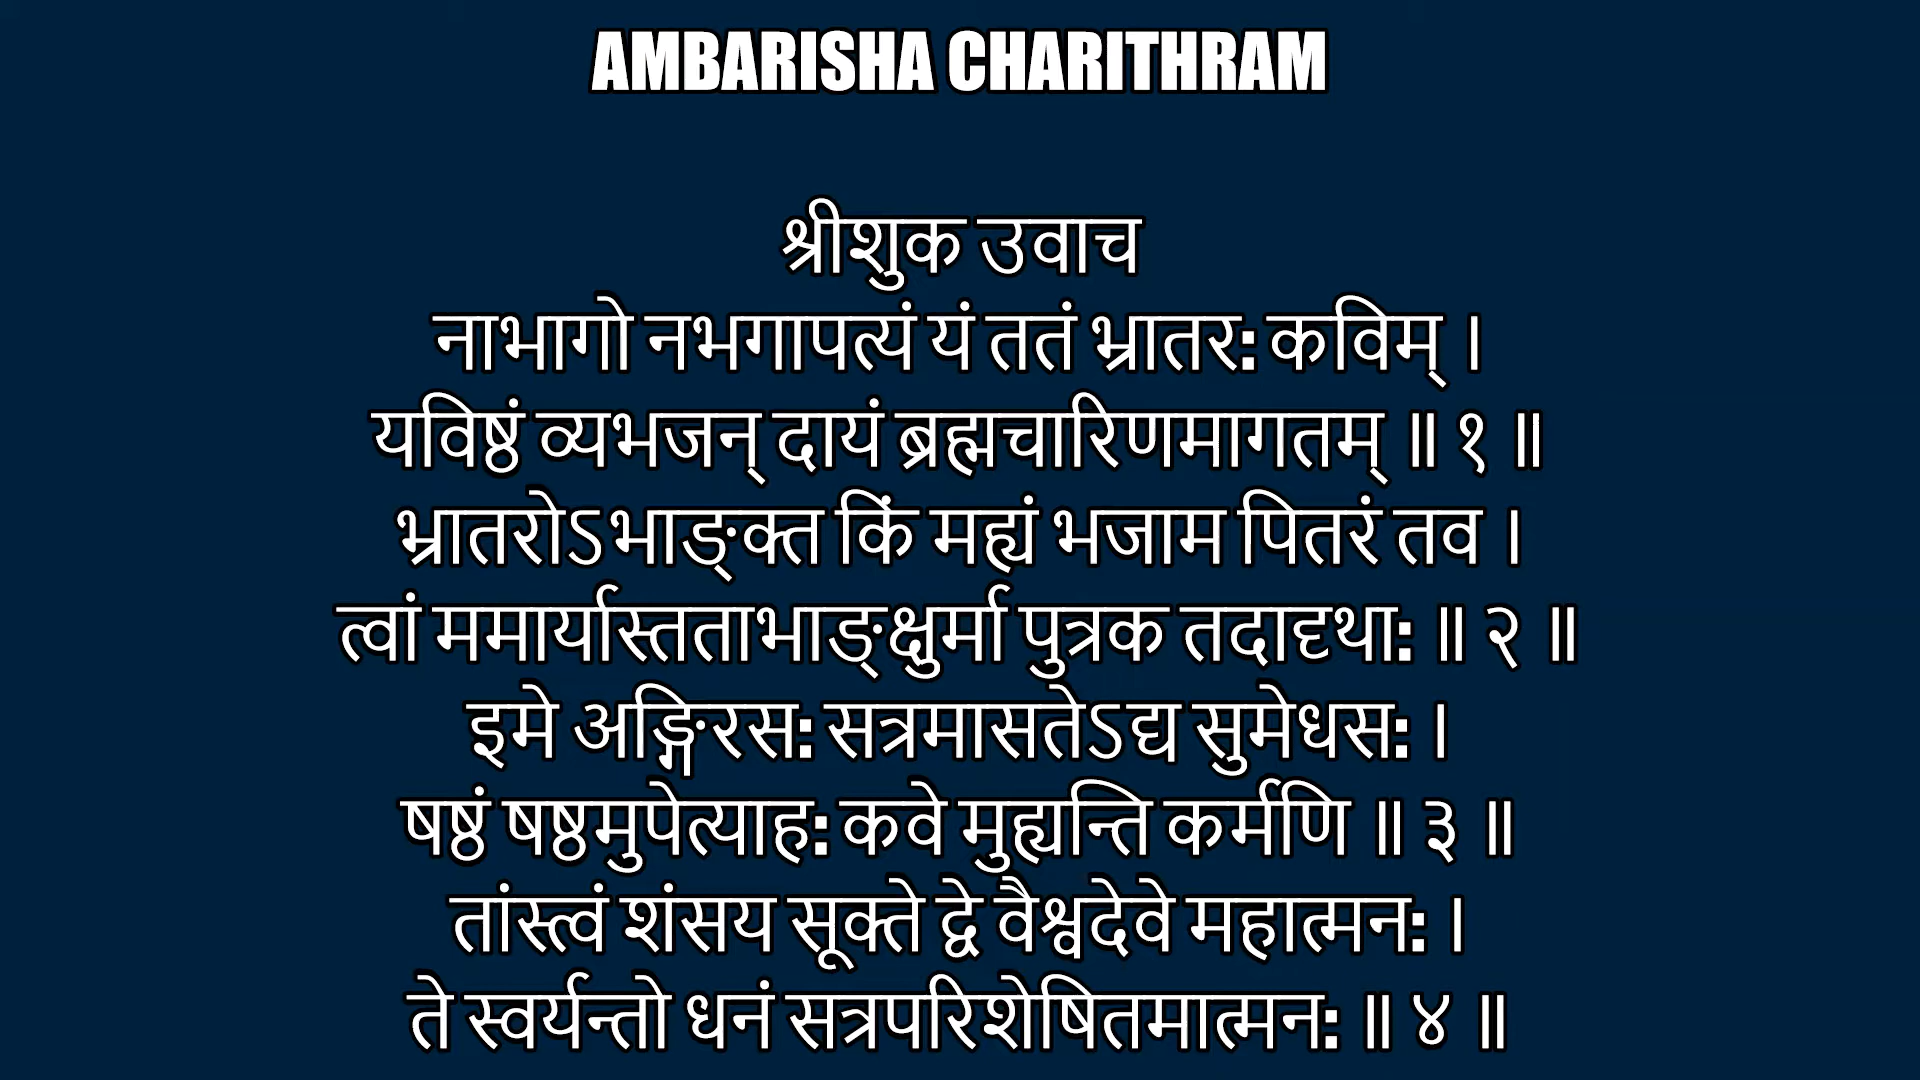 AMBARISHA CHARITHRAM
श्रीशुक उवाच
नाभागो नभगापत्यं यं ततं भ्रातर: कविम् ।
यविष्ठं व्यभजन् दायं ब्रह्मचारिणमागतम् ॥ १ ॥
भ्रातरोऽभाङ्क्त किं मह्यं भजाम पितरं तव ।
त्वां ममार्यास्तताभाङ्‌क्षुर्मा पुत्रक तदादृथा: ॥ २ ॥
इमे अङ्गिरस: सत्रमासतेऽद्य सुमेधस: ।
षष्ठं षष्ठमुपेत्याह: कवे मुह्यन्ति कर्मणि ॥ ३ ॥
तांस्त्वं शंसय सूक्ते द्वे वैश्वदेवे महात्मन: ।
ते स्वर्यन्तो धनं सत्रपरिशेषितमात्मन: ॥ ४ ॥